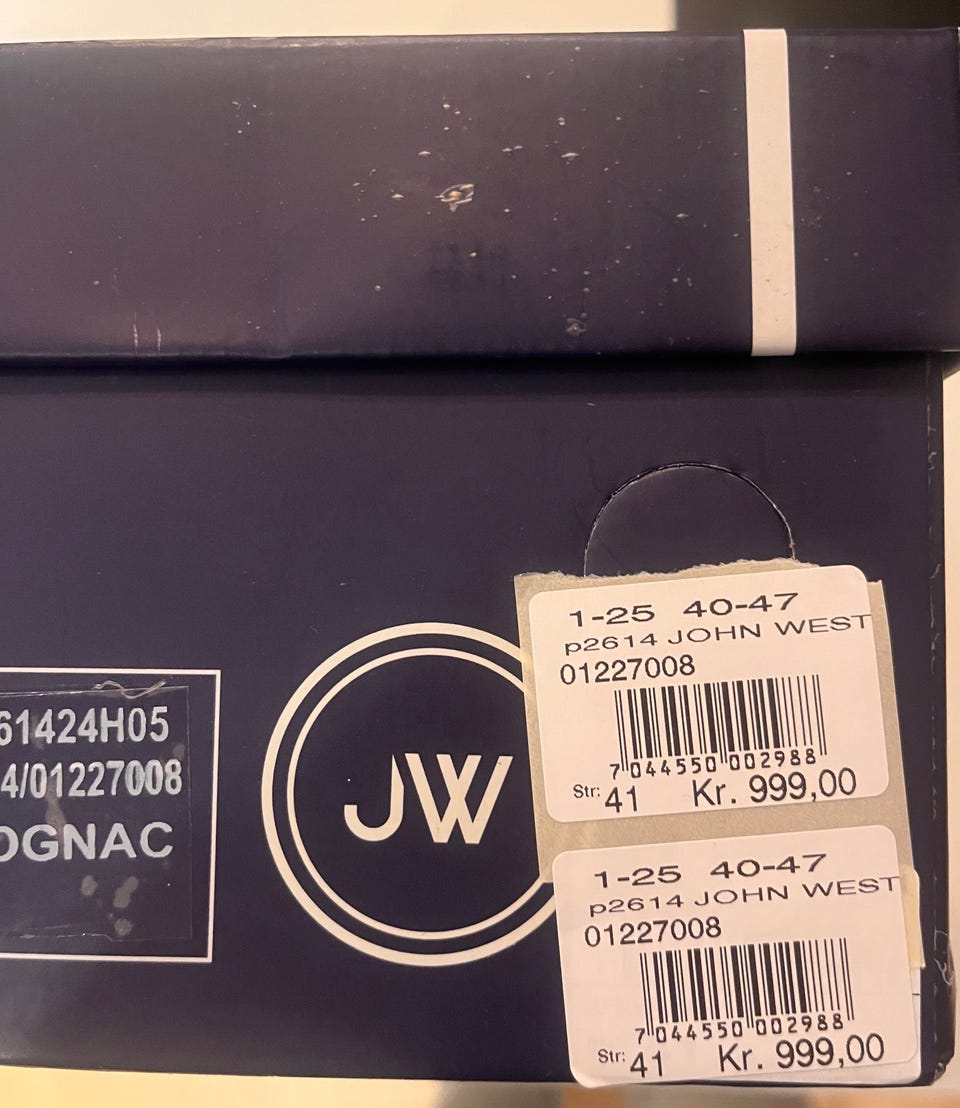 61424H05
4/01227008
OGNAC
JW
1-25 40-47
p2614 JOHN WEST
01227008
7 044550 002988
Str: 41 Kr. 999,00
1-25 40-47
p2614 JOHN WEST
01227008
7 044550 002988
Str: 41 Kr. 999,00